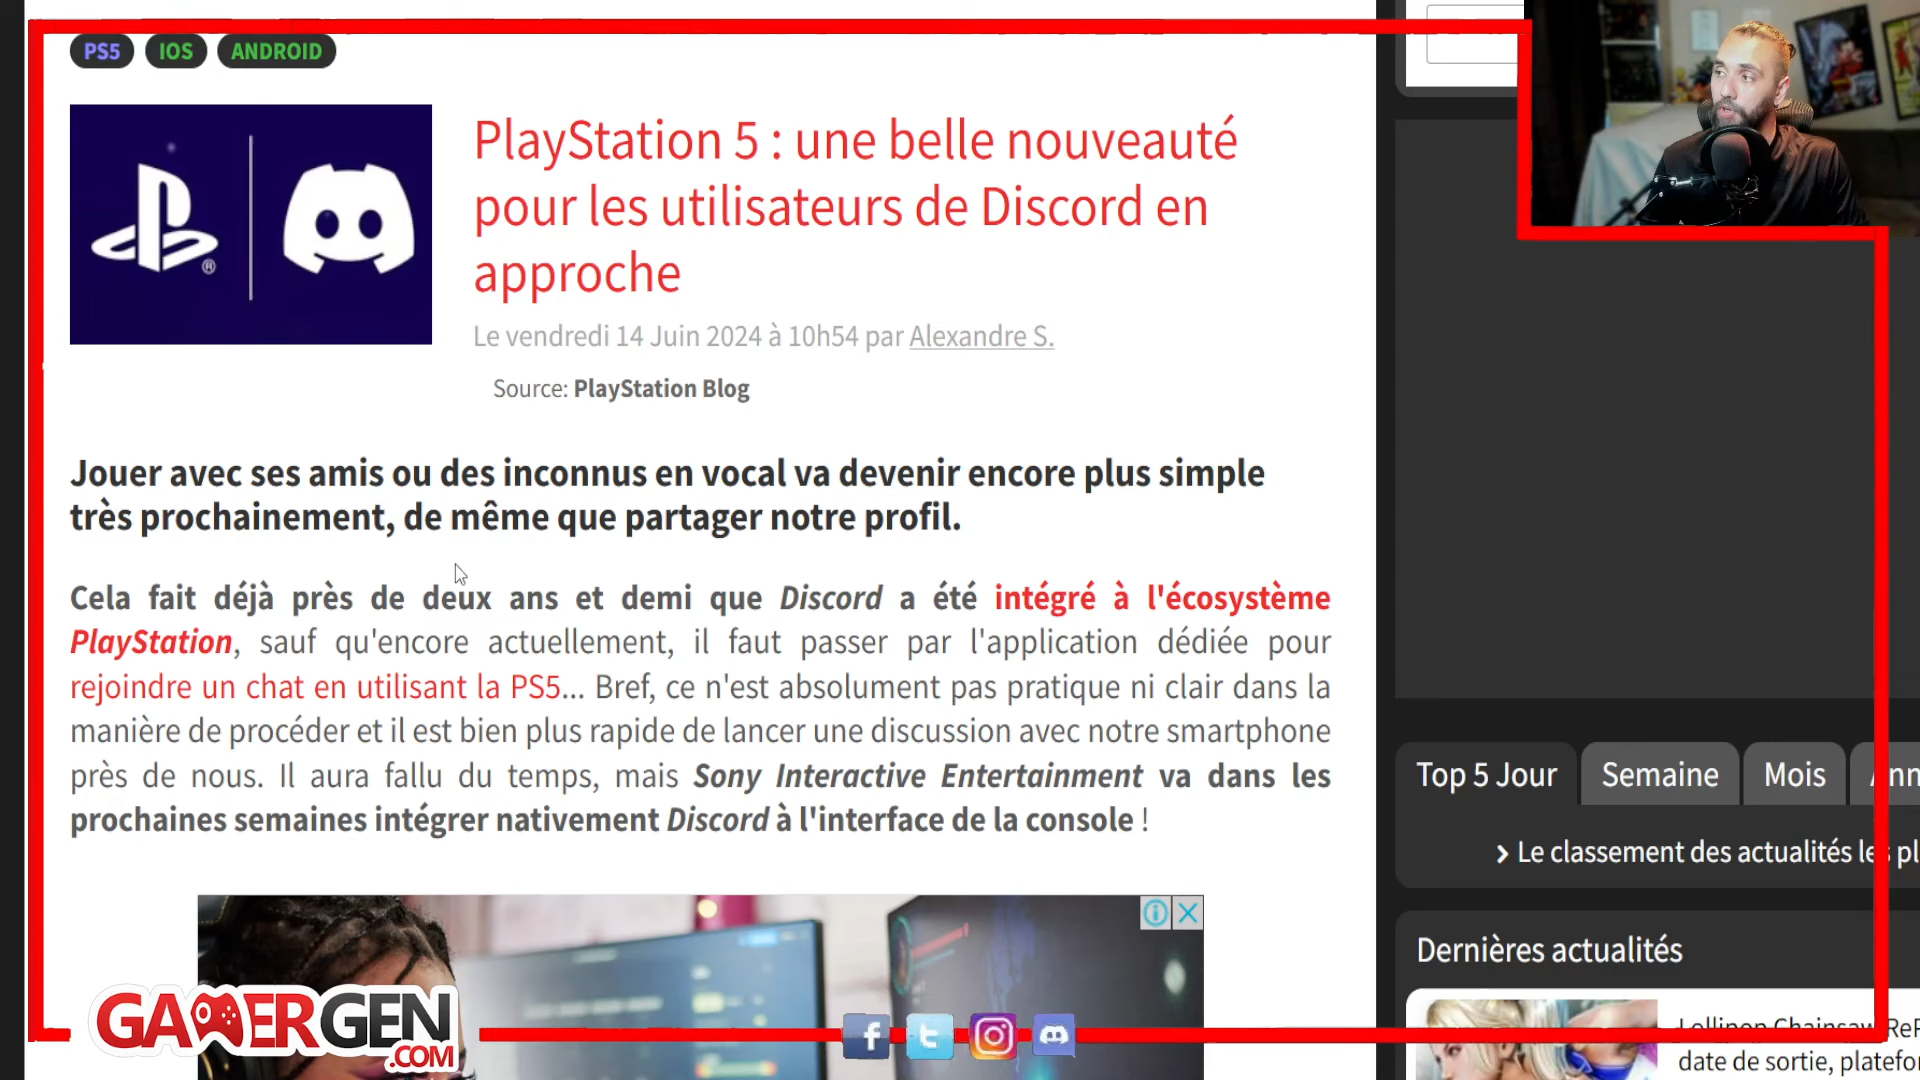 PS5 IOS ANDROID
PlayStation 5 : une belle nouveauté
pour les utilisateurs de Discord en
approche
Le vendredi 14 Juin 2024 à 10h54 par Alexandre S.
Source: PlayStation Blog
Jouer avec ses amis ou des inconnus en vocal va devenir encore plus simple
très prochainement, de même que partager notre profil.
Cela fait déjà près de deux ans et demi que Discord a été intégré à l'écosystème
PlayStation, sauf qu'encore actuellement, il faut passer par l'application dédiée pour
rejoindre un chat en utilisant la PS5... Bref, ce n'est absolument pas pratique ni clair dans la
manière de procéder et il est bien plus rapide de lancer une discussion avec notre smartphone
près de nous. Il aura fallu du temps, mais Sony Interactive Entertainment va dans les
prochaines semaines intégrer nativement Discord à l'interface de la console !
GAMERGEN
.COM
Top 5 Jour Semaine Mois
Le classement des actualités les pl
Dernières actualités
Lollipop Chainsaw ReP
date de sortie, platefor